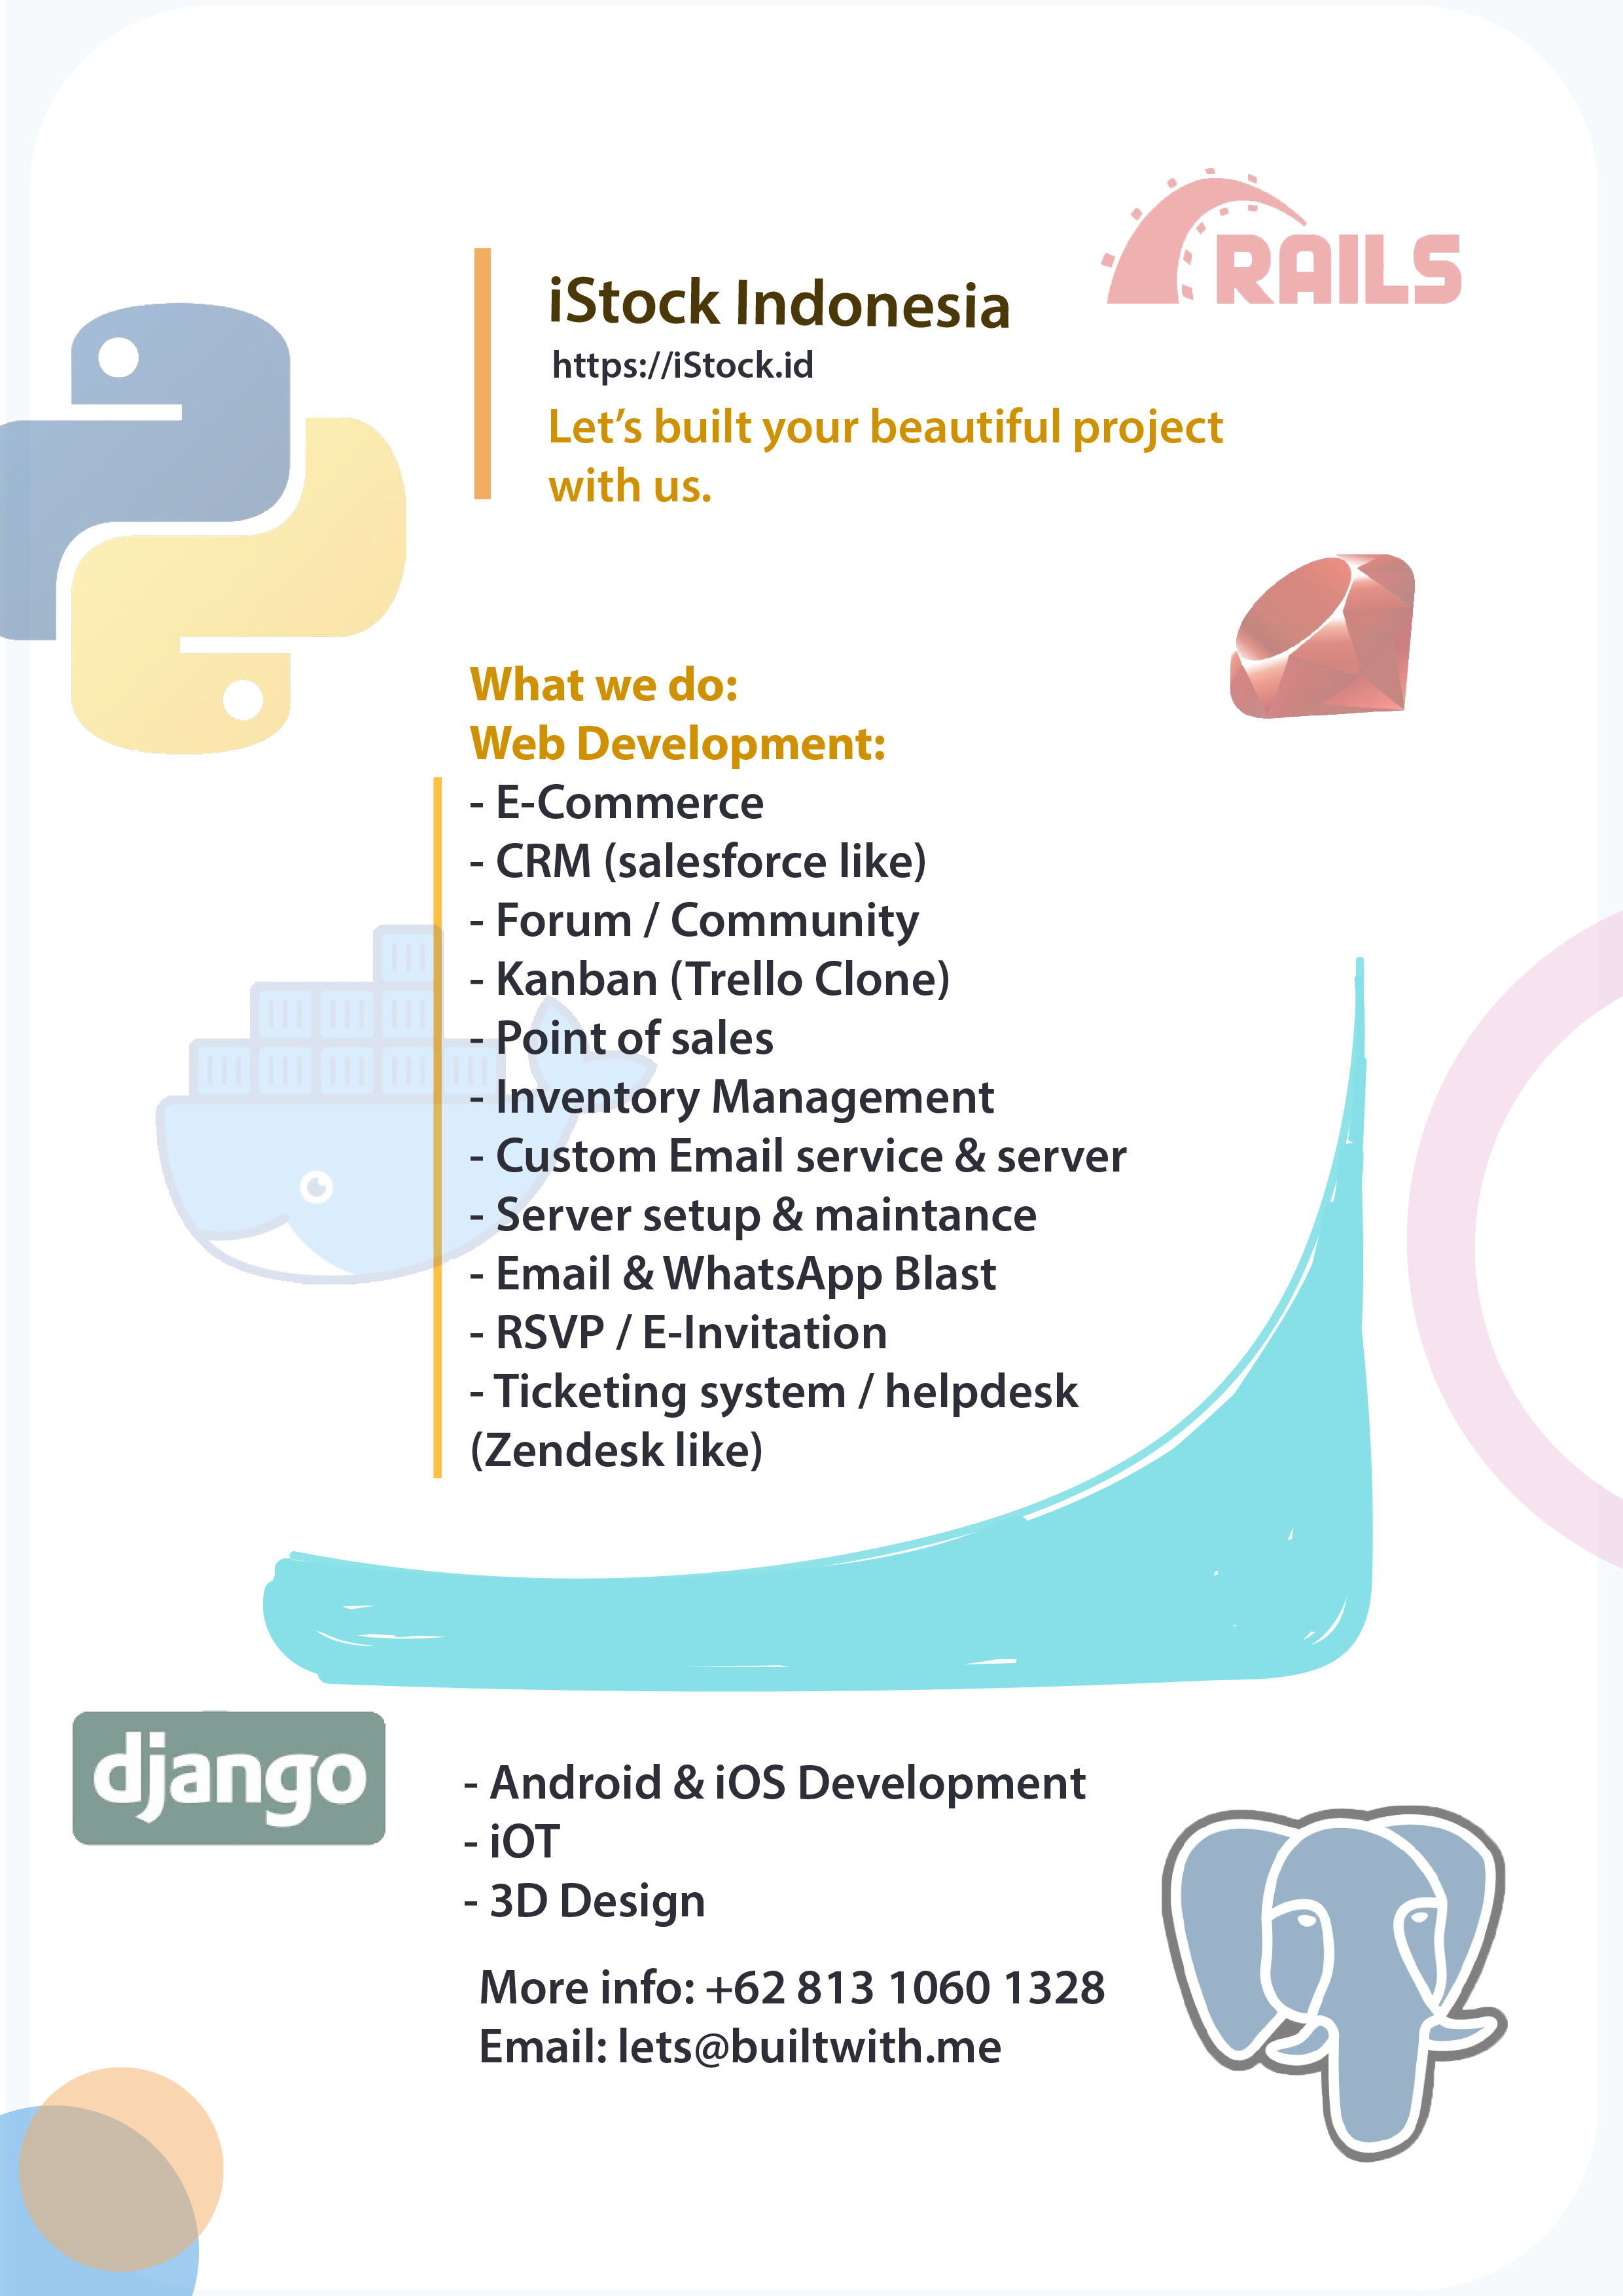 RAILS
iStock Indonesia
https://iStock.id
Let’s built your beautiful project
with us.
What we do:
Web Development:
- E-Commerce
- CRM (salesforce like)
- Forum / Community
- Kanban (Trello Clone)
- Point of sales
- Inventory Management
- Custom Email service & server
- Server setup & maintance
- Email & WhatsApp Blast
- RSVP / E-Invitation
- Ticketing system / helpdesk
(Zendesk like)
django
- Android & iOS Development
- iOT
- 3D Design
More info: +62 813 1060 1328
Email: lets@builtwith.me